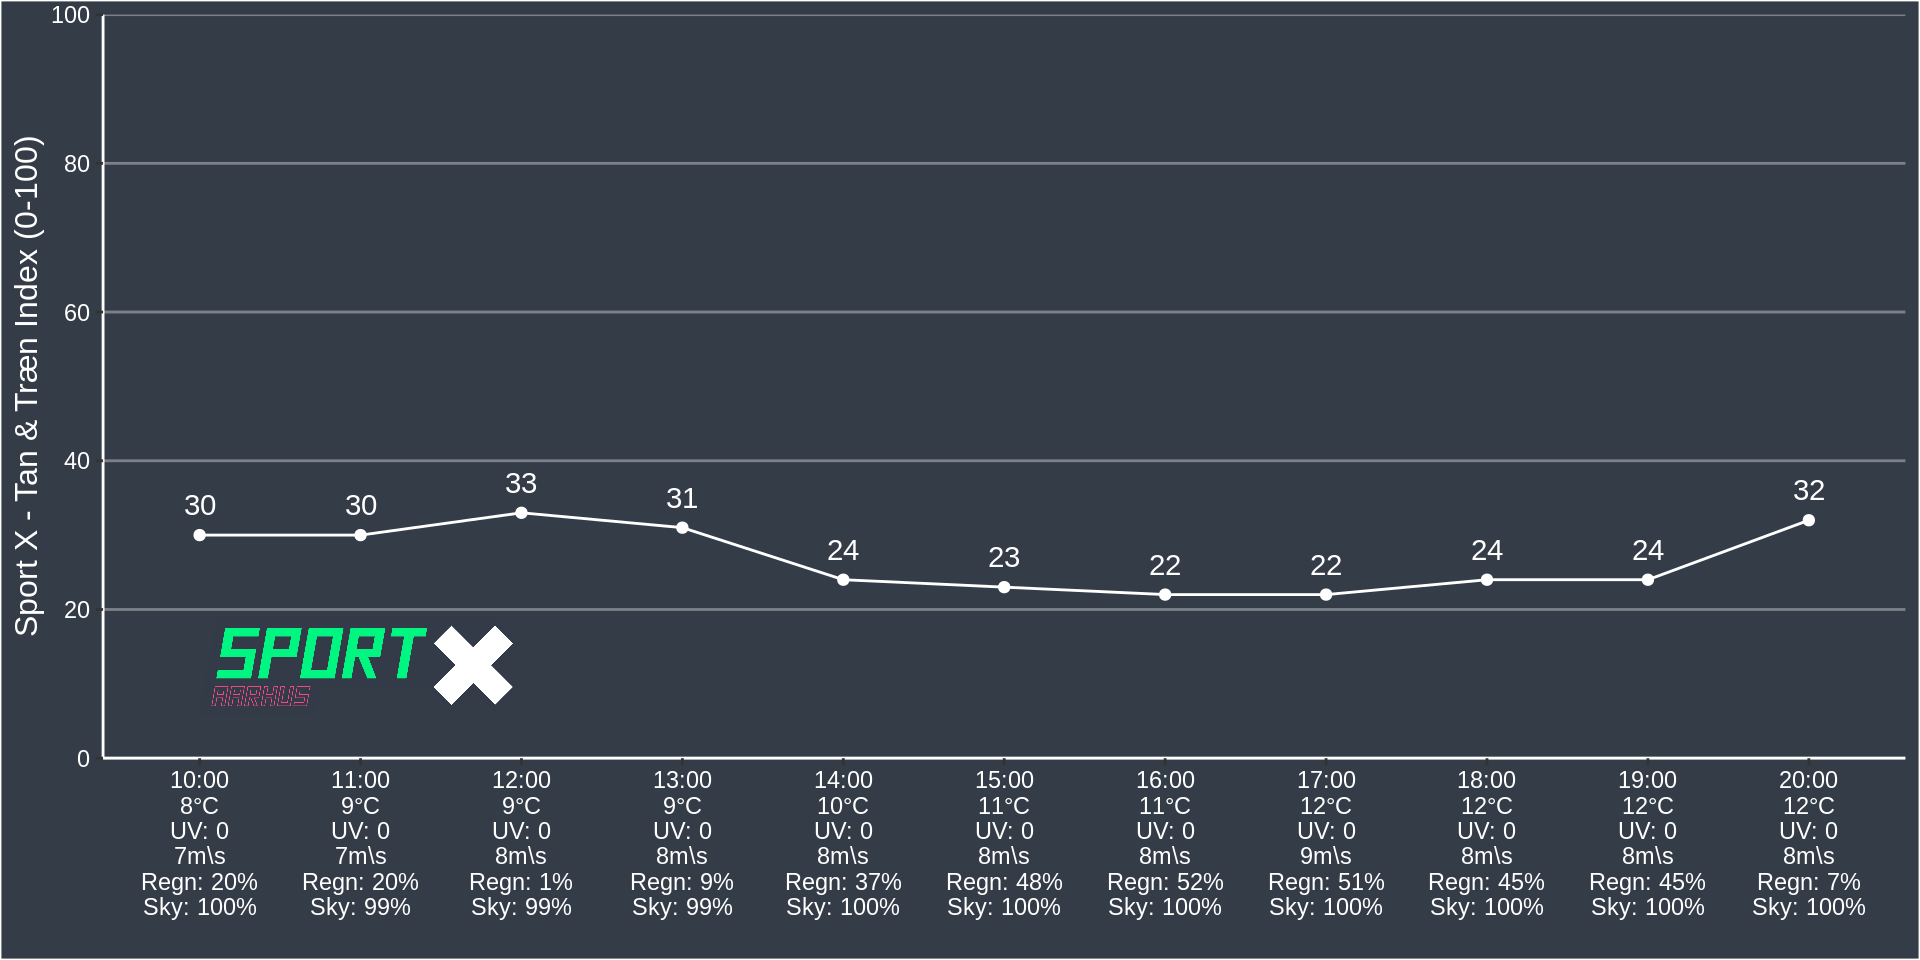 Sport X - Tan & Træn Index (0-100)
100
80
60
40
20
0
30 30 33 31 24 23 22 22 24 24 32
SPORT X
AARHUS
10:00 11:00 12:00 13:00 14:00 15:00 16:00 17:00 18:00 19:00 20:00
8°C 9°C 9°C 9°C 10°C 11°C 11°C 12°C 12°C 12°C 12°C
UV: 0 UV: 0 UV: 0 UV: 0 UV: 0 UV: 0 UV: 0 UV: 0 UV: 0 UV: 0 UV: 0
7m\s 7m\s 8m\s 8m\s 8m\s 8m\s 8m\s 9m\s 8m\s 8m\s 8m\s
Regn: 20% Regn: 20% Regn: 1% Regn: 9% Regn: 37% Regn: 48% Regn: 52% Regn: 51% Regn: 45% Regn: 45% Regn: 7%
Sky: 100% Sky: 99% Sky: 99% Sky: 99% Sky: 100% Sky: 100% Sky: 100% Sky: 100% Sky: 100% Sky: 100% Sky: 100%